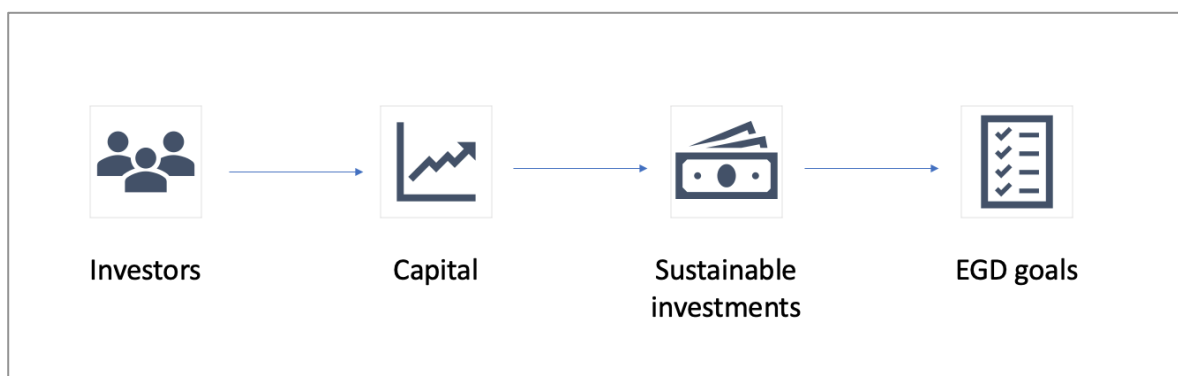 Investors
Capital
Sustainable
investments
EGD goals